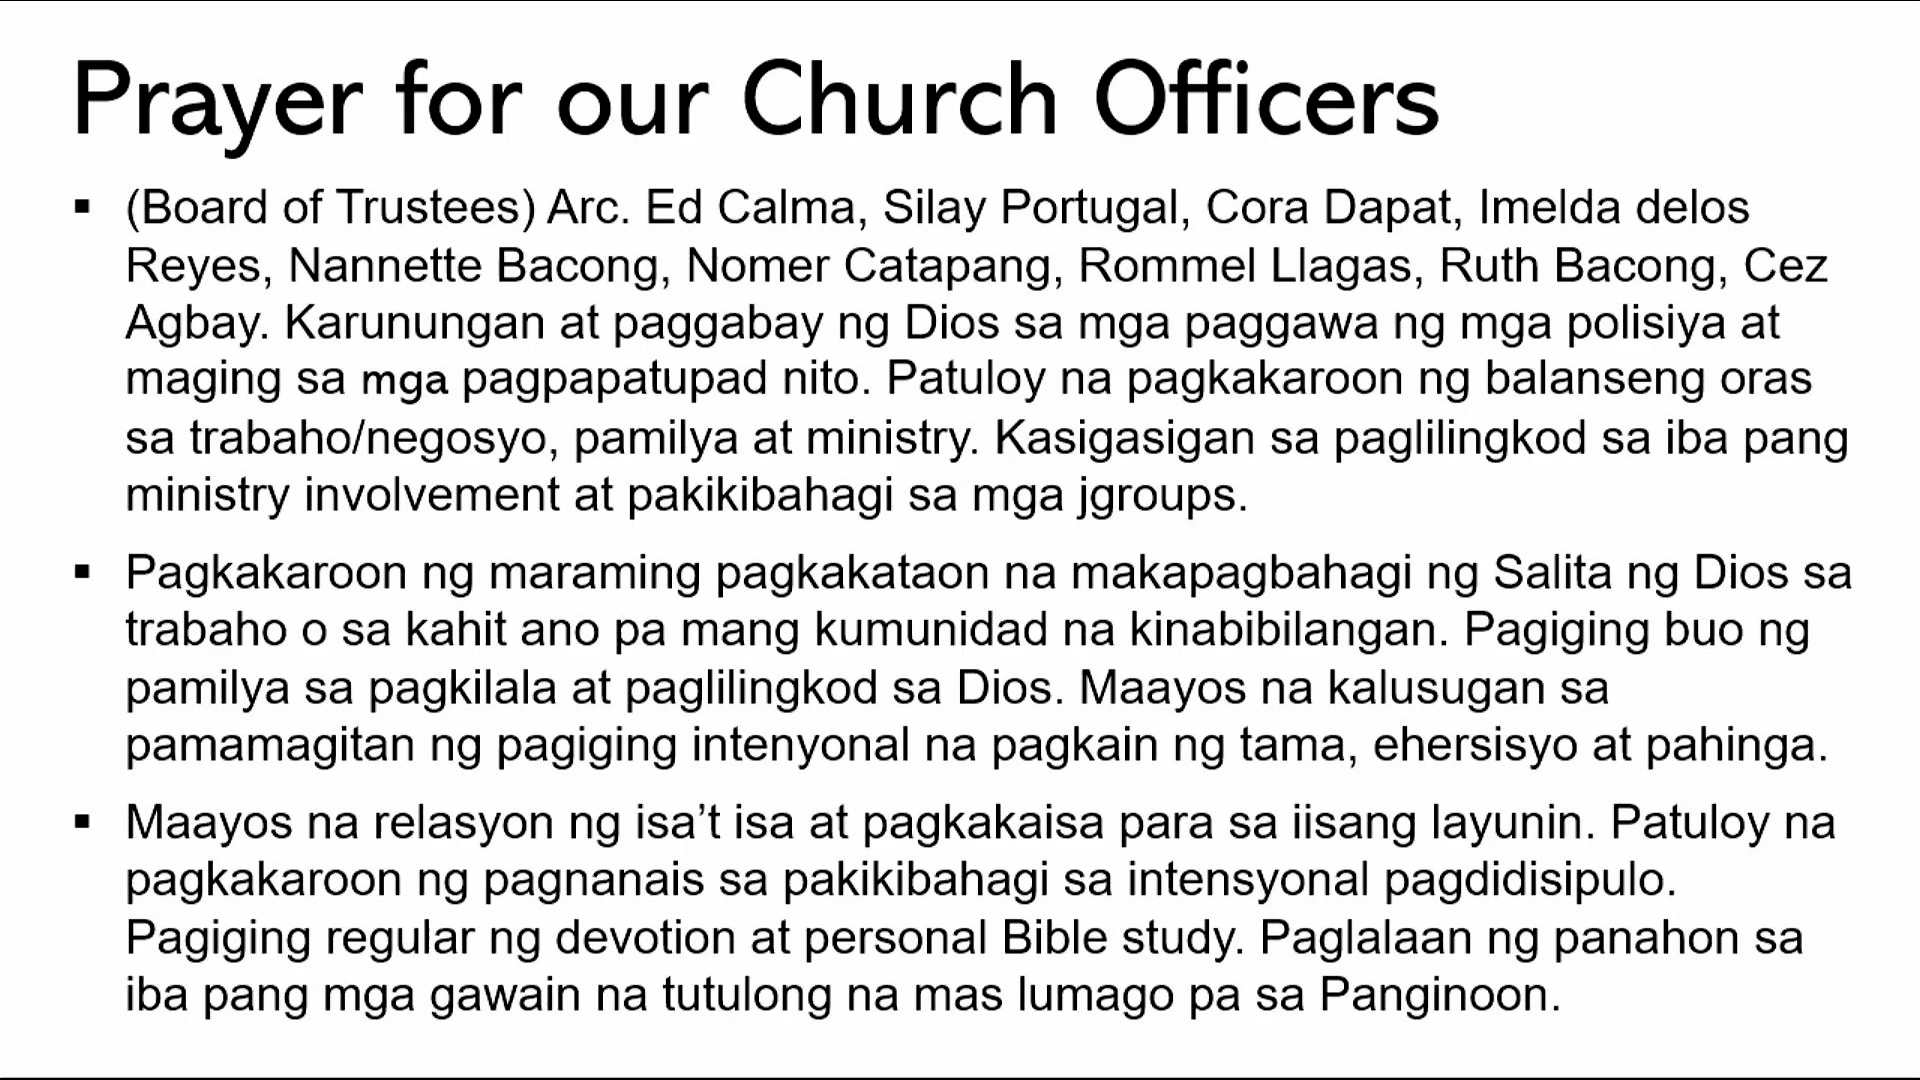 Prayer for our Church Officers
▪ (Board of Trustees) Arc. Ed Calma, Silay Portugal, Cora Dapat, Imelda delos
Reyes, Nannette Bacong, Nomer Catapang, Rommel Llagas, Ruth Bacong, Cez
Agbay. Karunungan at paggabay ng Dios sa mga paggawa ng mga polisiya at
maging sa mga pagpapatupad nito. Patuloy na pagkakaroon ng balanseng oras
sa trabaho/negosyo, pamilya at ministry. Kasigasigan sa paglilingkod sa iba pang
ministry involvement at pakikibahagi sa mga jgroups.
▪ Pagkakaroon ng maraming pagkakataon na makapagbahagi ng Salita ng Dios sa
trabaho o sa kahit ano pa mang kumunidad na kinabibilangan. Pagiging buo ng
pamilya sa pagkilala at paglilingkod sa Dios. Maayos na kalusugan sa
pamamagitan ng pagiging intenyonal na pagkain ng tama, ehersisyo at pahinga.
▪ Maayos na relasyon ng isa’t isa at pagkakaisa para sa iisang layunin. Patuloy na
pagkakaroon ng pagnanais sa pakikibahagi sa intensyonal pagdidisipulo.
Pagiging regular ng devotion at personal Bible study. Paglalaan ng panahon sa
iba pang mga gawain na tutulong na mas lumago pa sa Panginoon.